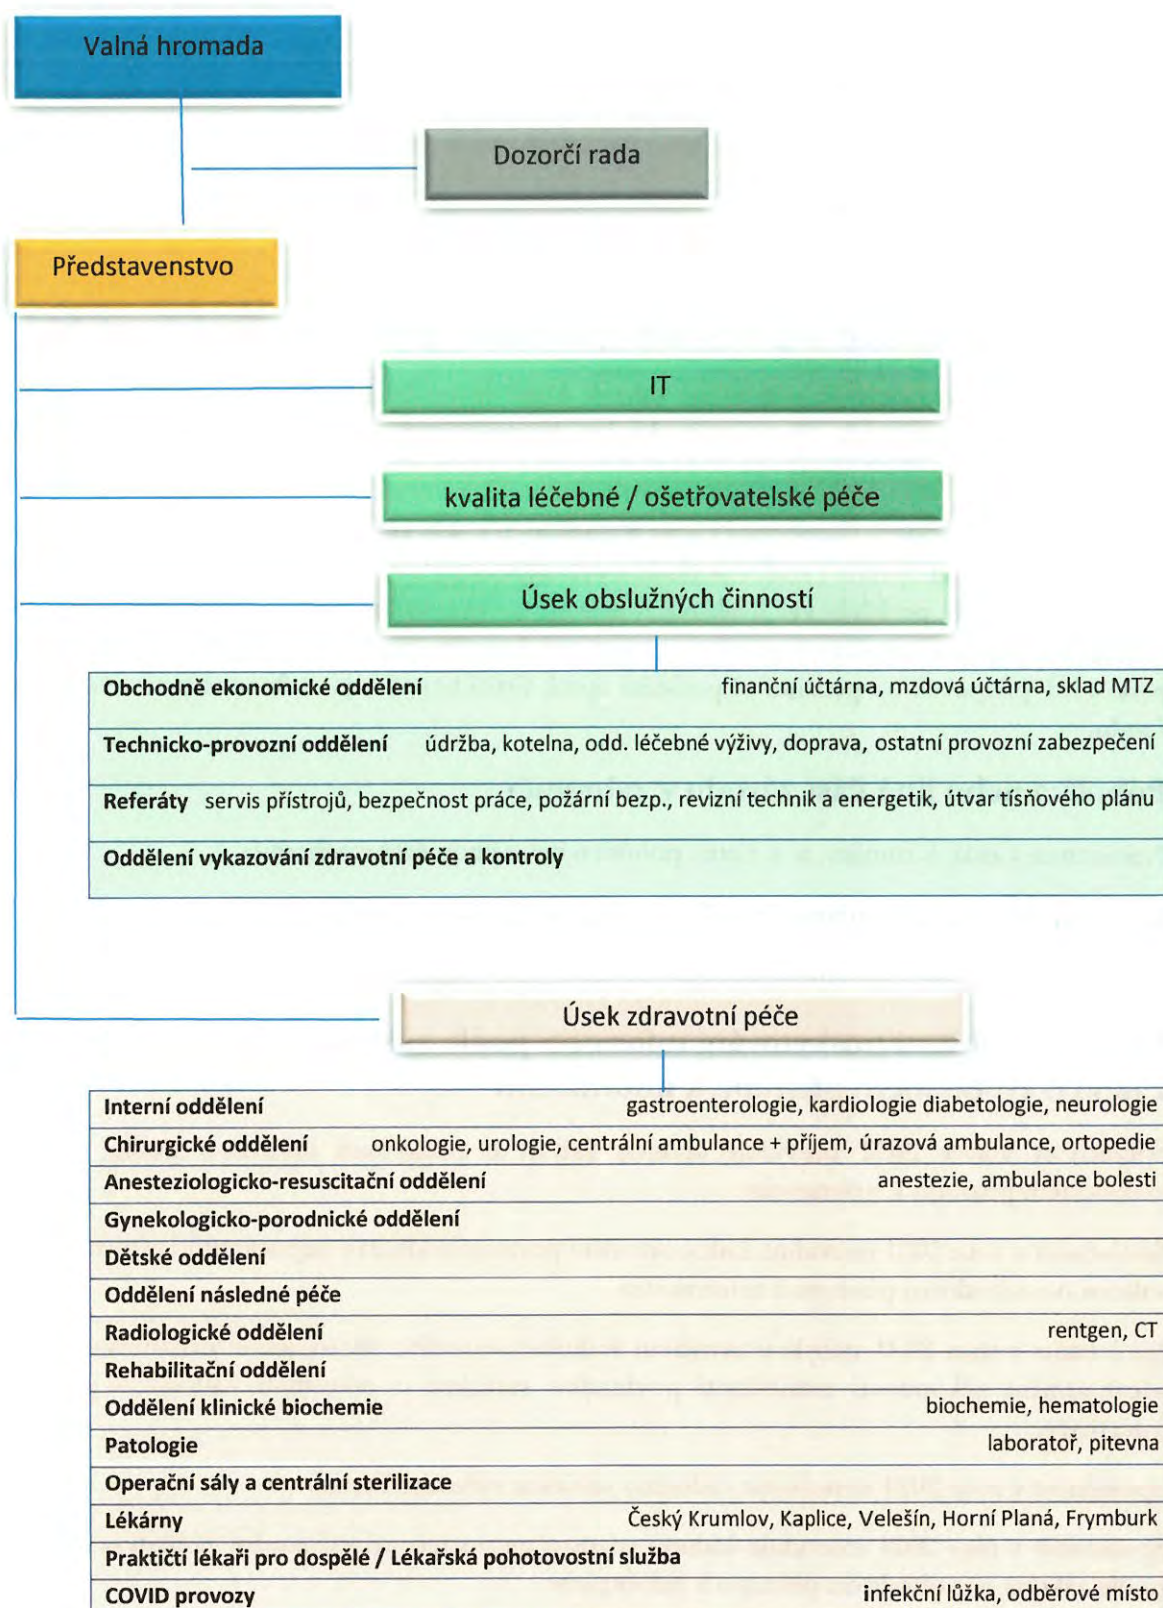 Valná hromada
Dozorčí rada
Představenstvo
IT
kvalita léčebné / ošetřovatelské péče
Úsek obslužných činností
Obchodně ekonomické oddělení finanční účtárna, mzdová účtárna, sklad MTZ
Technicko-provozní oddělení údržba, kotelna, odd. léčebné výživy, doprava, ostatní provozní zabezpečení
Referáty servis přístrojů, bezpečnost práce, požární bezp., revizní technik a energetik, útvar tísňového plánu
Oddělení vykazování zdravotní péče a kontroly
Úsek zdravotní péče
Interní oddělení gastroenterologie, kardiologie diabetologie, neurologie
Chirurgické oddělení onkologie, urologie, centrální ambulance + příjem, úrazová ambulance, ortopedie
Anesteziologicko-resuscitační oddělení anestezie, ambulance bolesti
Gynekologicko-porodnické oddělení
Dětské oddělení
Oddělení následné péče
Radiologické oddělení rentgen, CT
Rehabilitační oddělení
Oddělení klinické biochemie biochemie, hematologie
Patologie laboratoř, pitevna
Operační sály a centrální sterilizace
Lékárny Český Krumlov, Kaplice, Velešín, Horní Planá, Frymburk
Praktičtí lékaři pro dospělé / Lékařská pohotovostní služba
COVID provozy infekční lůžka, odběrové místo